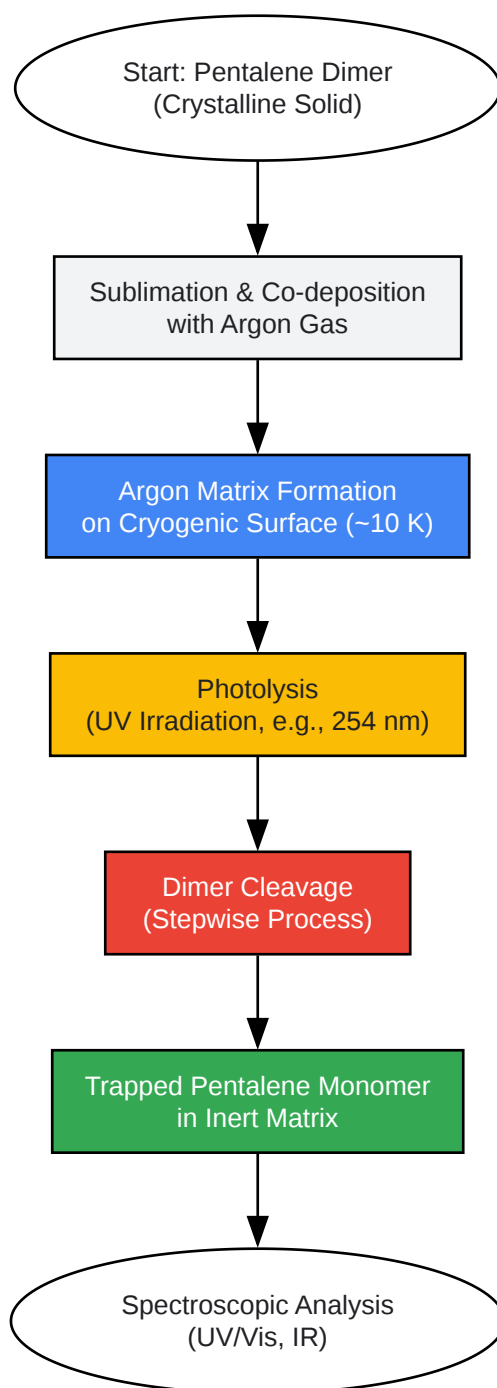 Start: Pentalene Dimer
(Crystalline Solid)
Sublimation & Co-deposition
with Argon Gas
Argon Matrix Formation
on Cryogenic Surface (~10 K)
Photolysis
(UV Irradiation, e.g., 254 nm)
Dimer Cleavage
(Stepwise Process)
Trapped Pentalene Monomer
in Inert Matrix
Spectroscopic Analysis
(UV/Vis, IR)